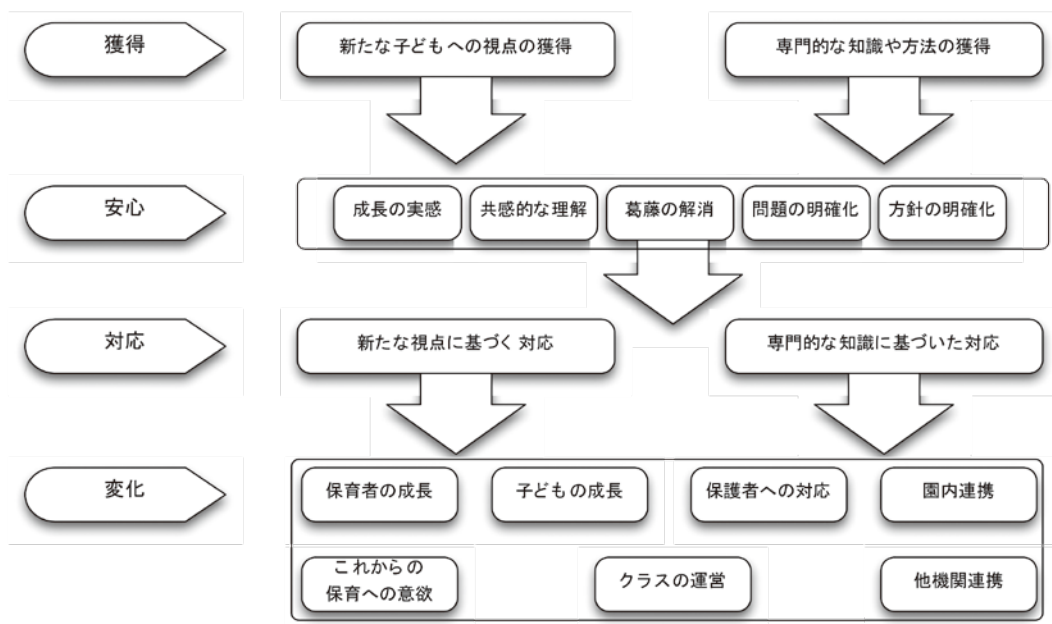 獲得
新たな子どもへの視点の獲得
専門的な知識や方法の獲得
安心
成長の実感
共感的な理解
葛藤の解消
問題の明確化
方針の明確化
対応
新たな視点に基づく対応
専門的な知識に基づいた対応
変化
保育者の成長
子どもの成長
保護者への対応
園内連携
これからの
保育への意欲
クラスの運営
他機関連携